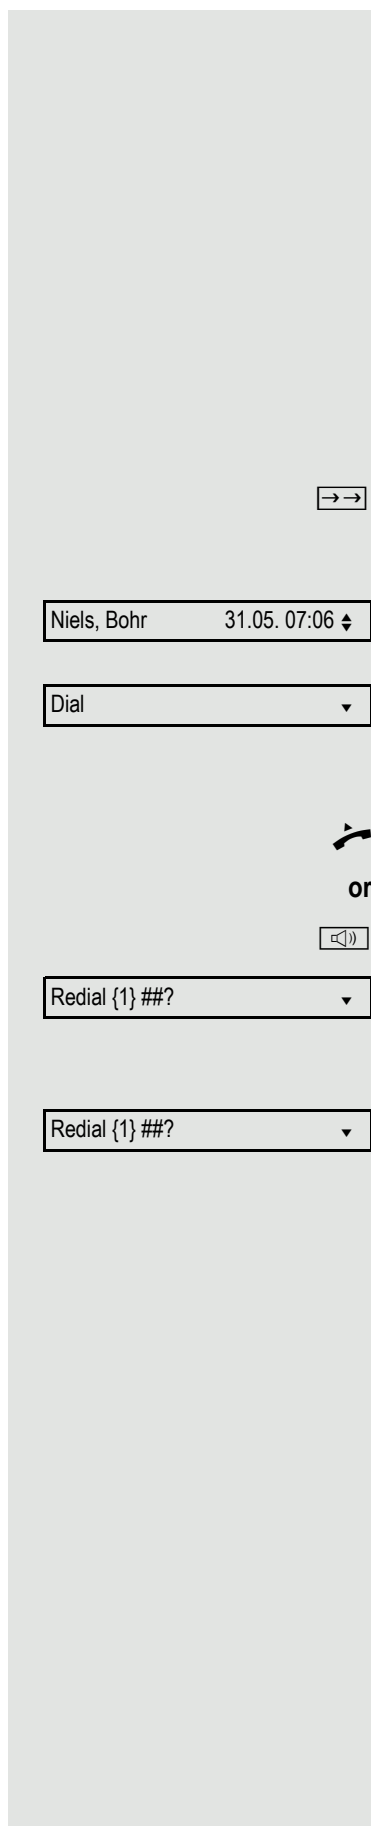 Niels, Bohr 31.05. 07:06
Dial
or
Redial {1} ##?
Redial {1} ##?